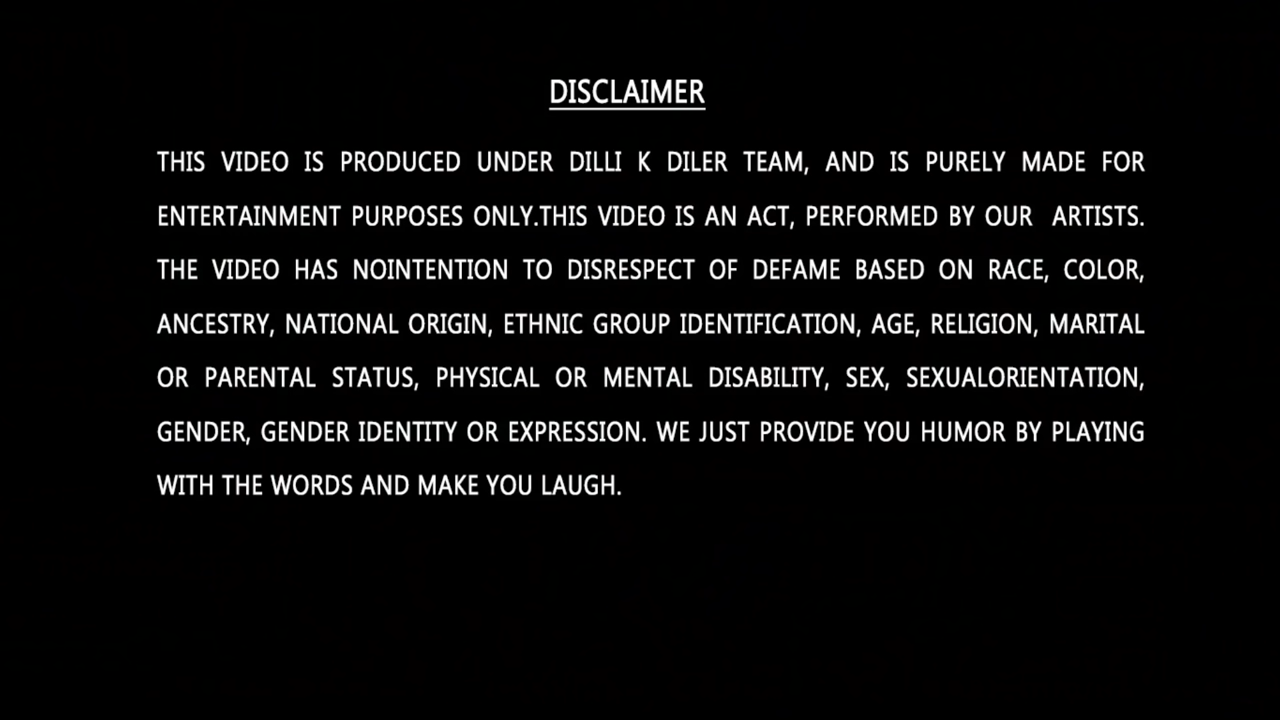 DISCLAIMER
THIS VIDEO IS PRODUCED UNDER DILLI K DILER TEAM, AND IS PURELY MADE FOR
ENTERTAINMENT PURPOSES ONLY.THIS VIDEO IS AN ACT, PERFORMED BY OUR ARTISTS.
THE VIDEO HAS NOINTENTION TO DISRESPECT OF DEFAME BASED ON RACE, COLOR,
ANCESTRY, NATIONAL ORIGIN, ETHNIC GROUP IDENTIFICATION, AGE, RELIGION, MARITAL
OR PARENTAL STATUS, PHYSICAL OR MENTAL DISABILITY, SEX, SEXUALORIENTATION,
GENDER, GENDER IDENTITY OR EXPRESSION. WE JUST PROVIDE YOU HUMOR BY PLAYING
WITH THE WORDS AND MAKE YOU LAUGH.